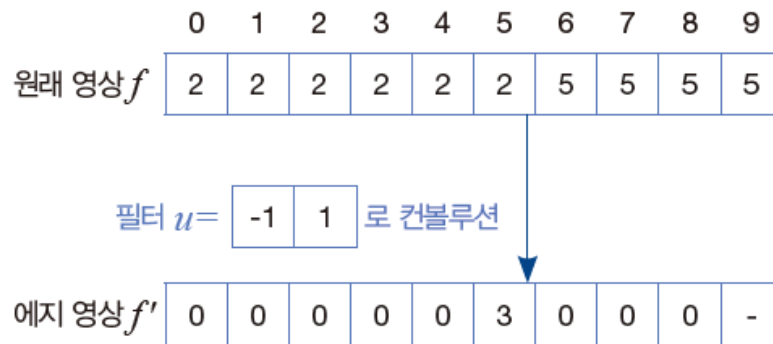 0 1 2 3 4 5 6 7 8 9
원래 영상 f 2 2 2 2 2 2 5 5 5 5
필터 u= -1 1 로 컨볼루션
에지 영상 f' 0 0 0 0 0 3 0 0 0 -